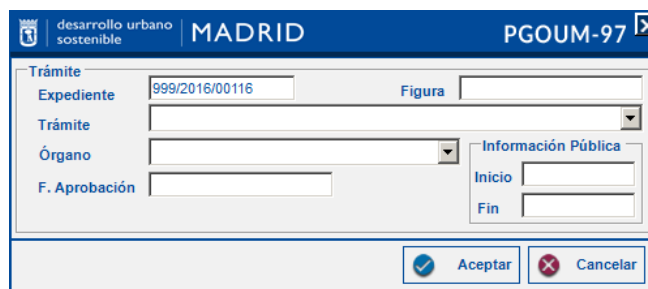 desarrollo urbano sostenible MADRID PGOUM-97
Trámite
Expediente 999/2016/00116 Figura
Trámite
Órgano
Información Pública
Inicio
F. Aprobación
Fin
Aceptar Cancelar